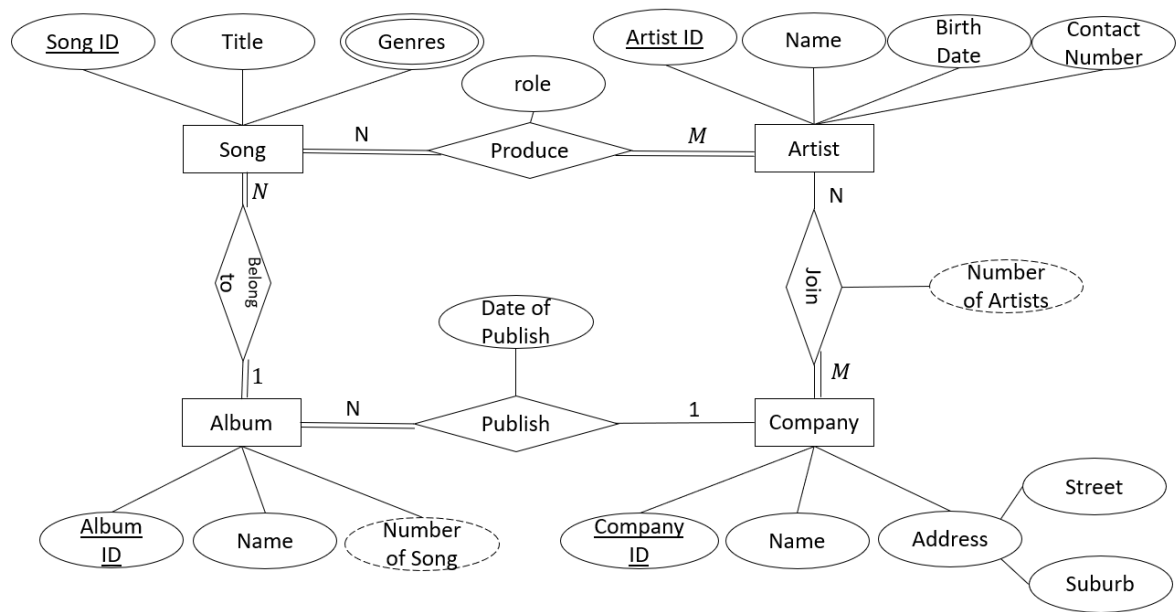 Song ID
Title
Genres
Artist ID
Name
Birth
Date
Contact
Number
role
Song
N
Produce
M
Artist
N
N
Belong
to
Join
Number
of Artists
Date of
Publish
1
M
Album
N
Publish
1
Company
Album
ID
Name
Number
of Song
Company
ID
Name
Address
Street
Suburb